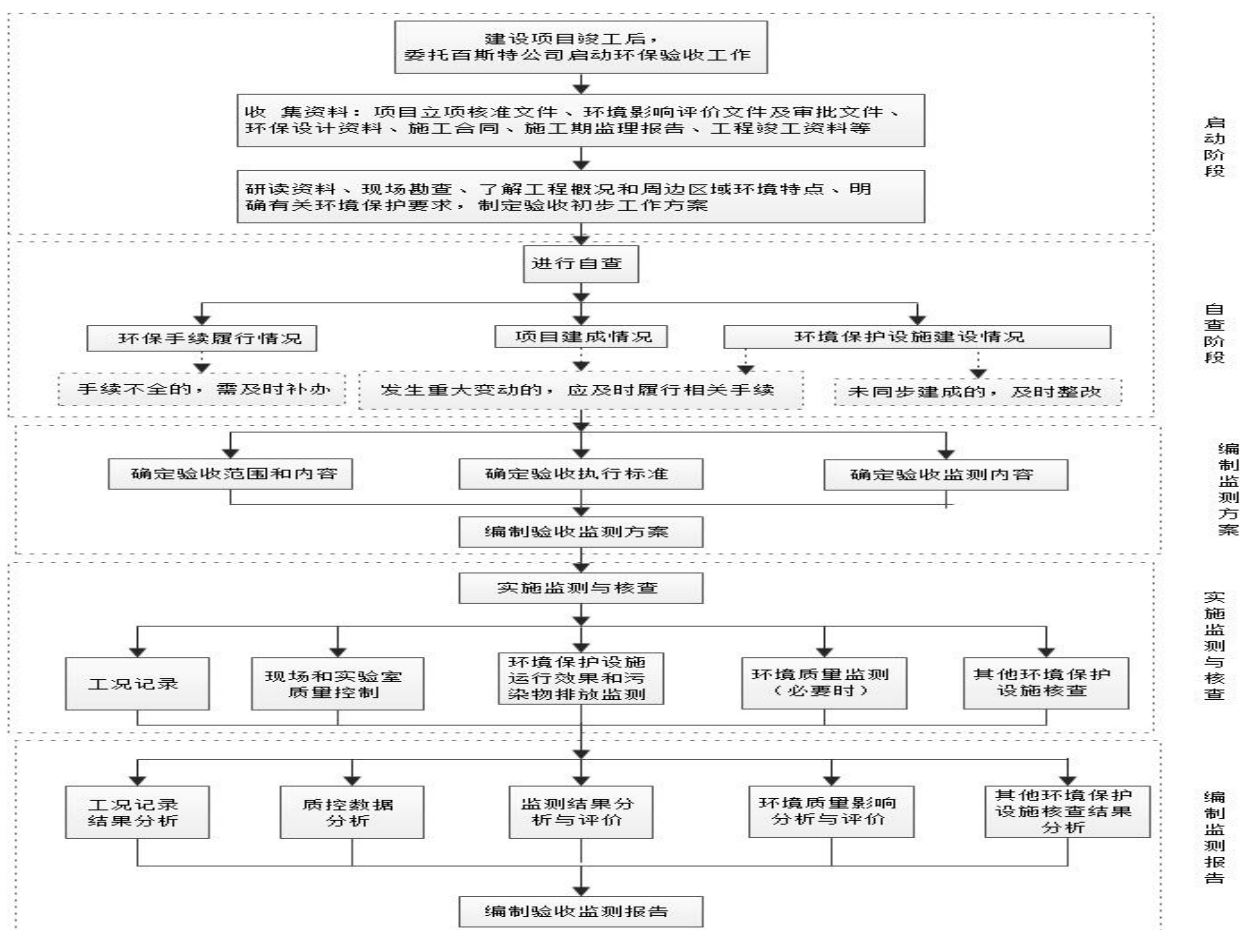 建设项目竣工后，
委托百斯特公司启动环保验收工作
收 集资料：项目立项核准文件、环境影响评价文件及审批文件、
环保设计资料、施工合同、施工期监理报告、工程竣工资料等
研读资料、现场勘查、了解工程概况和周边区域环境特点、明
确有关环境保护要求，制定验收初步工作方案
启动阶段
进行自查
环保手续履行情况
项目建成情况
环境保护设施建设情况
手续不全的，需及时补办
发生重大变动的，应及时履行相关手续
未同步建成的，及时整改
自查阶段
确定验收范围和内容
确定验收执行标准
确定验收监测内容
编制验收监测方案
编制监测方案
实施监测与核查
工况记录
现场和实验室
质量控制
环境保护设施
运行效果和污
染物排放监测
环境质量监测
（必要时）
其他环境保护
设施核查
实施监测与核查
工况记录
结果分析
质控数据
分析
监测结果分
析与评价
环境质量影响
分析与评价
其他环境保护
设施核查结果
分析
编制验收监测报告
编制监测报告